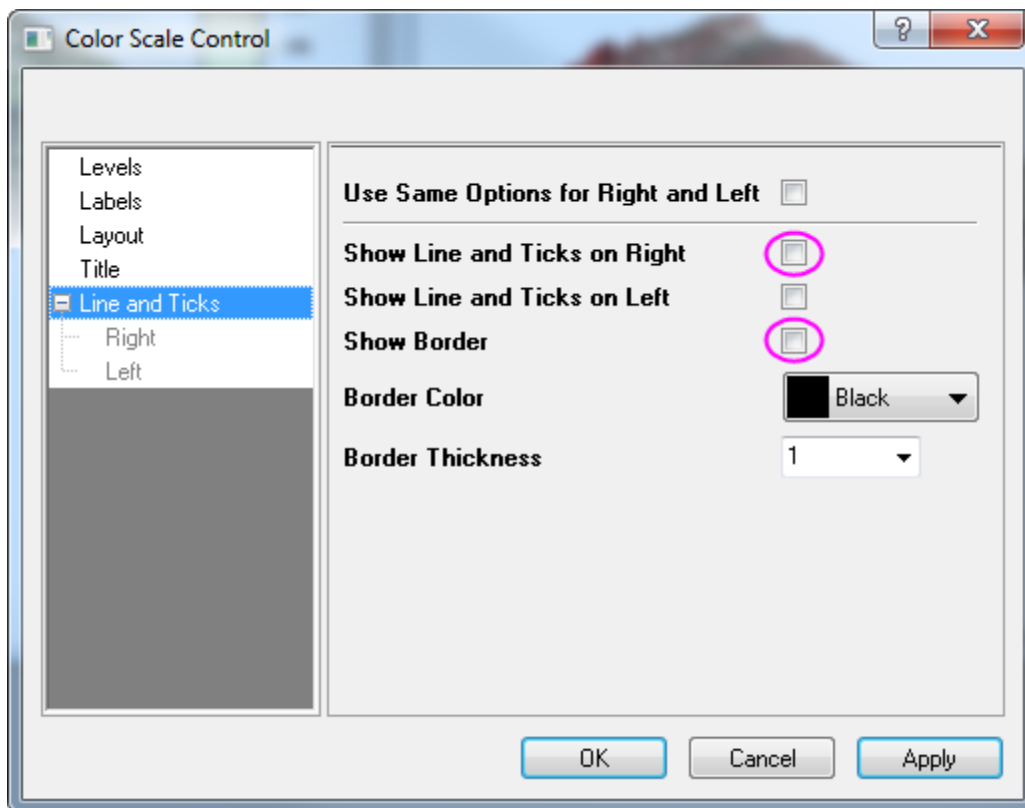 Color Scale Control
?
Levels
Labels
Layout
Title
Line and Ticks
Right
Left
Use Same Options for Right and Left
Show Line and Ticks on Right
Show Line and Ticks on Left
Show Border
Border Color
Black
Border Thickness
1
OK
Cancel
Apply